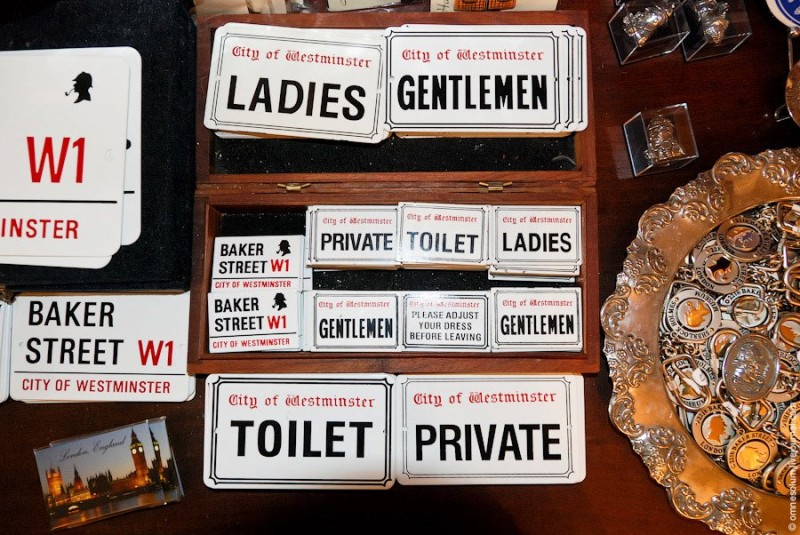 City of Westminster
LADIES
City of Westminster
GENTLEMEN
W1
INSTER
BAKER
STREET W1
CITY OF WESTMINSTER
BAKER
STREET W1
CITY OF WESTMINSTER
City of Westminster
PRIVATE
City of Westminster
TOILET
City of Westminster
LADIES
BAKER
STREET W1
CITY OF WESTMINSTER
City of Westminster
GENTLEMEN
City of Westminster
PLEASE ADJUST
YOUR DRESS
BEFORE LEAVING
City of Westminster
GENTLEMEN
City of Westminster
TOILET
City of Westminster
PRIVATE
London, England